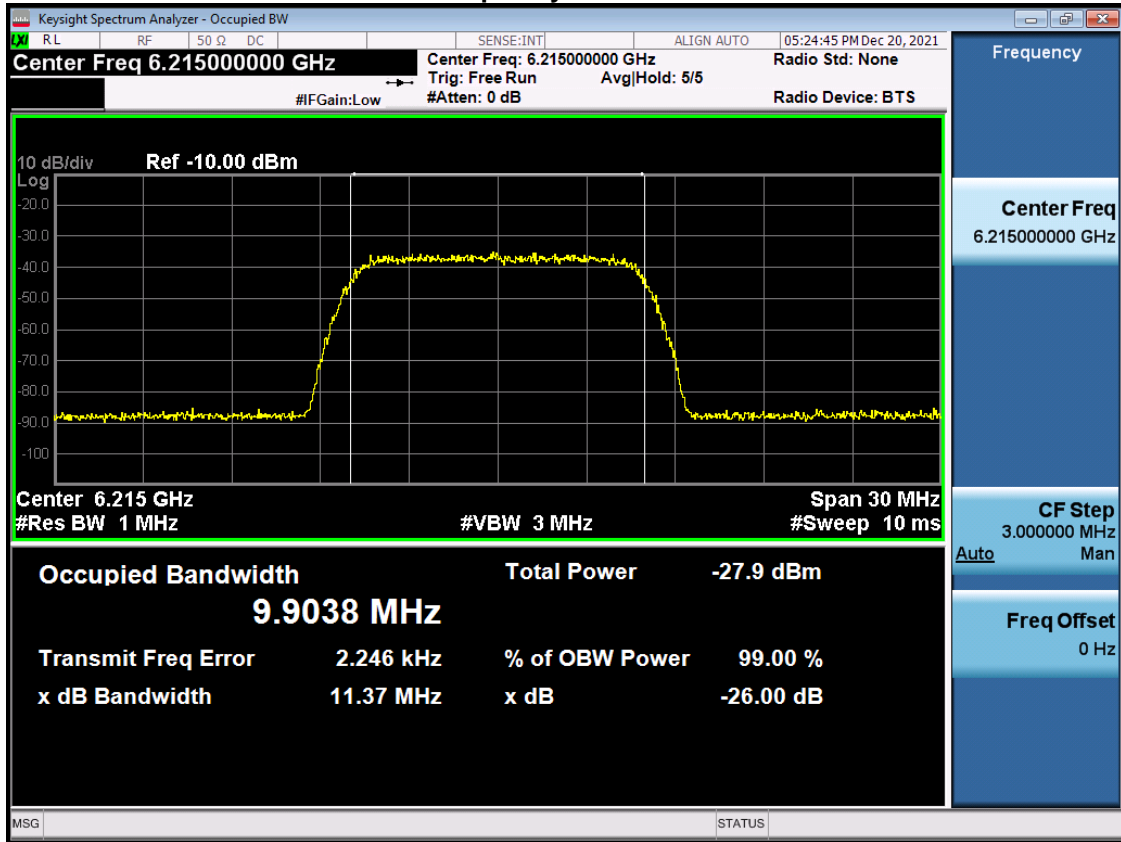 Keysight Spectrum Analyzer - Occupied BW
LXI RL RF 50 Ω DC SENSE:INT ALIGN AUTO 05:24:45 PM Dec 20, 2021
Center Freq 6.215000000 GHz
Center Freq: 6.215000000 GHz
Radio Std: None
Trig: Free Run Avg|Hold: 5/5
#IFGain:Low
#Atten: 0 dB
Radio Device: BTS
10 dB/div Ref -10.00 dBm
Log
-20.0
-30.0
-40.0
-50.0
-60.0
-70.0
-80.0
-90.0
-100
Center 6.215 GHz Span 30 MHz
#Res BW 1 MHz #VBW 3 MHz #Sweep 10 ms
Occupied Bandwidth Total Power -27.9 dBm
9.9038 MHz
Transmit Freq Error 2.246 kHz % of OBW Power 99.00 %
x dB Bandwidth 11.37 MHz x dB -26.00 dB
Frequency
Center Freq
6.215000000 GHz
CF Step
3.000000 MHz
Auto Man
Freq Offset
0 Hz
MSG STATUS